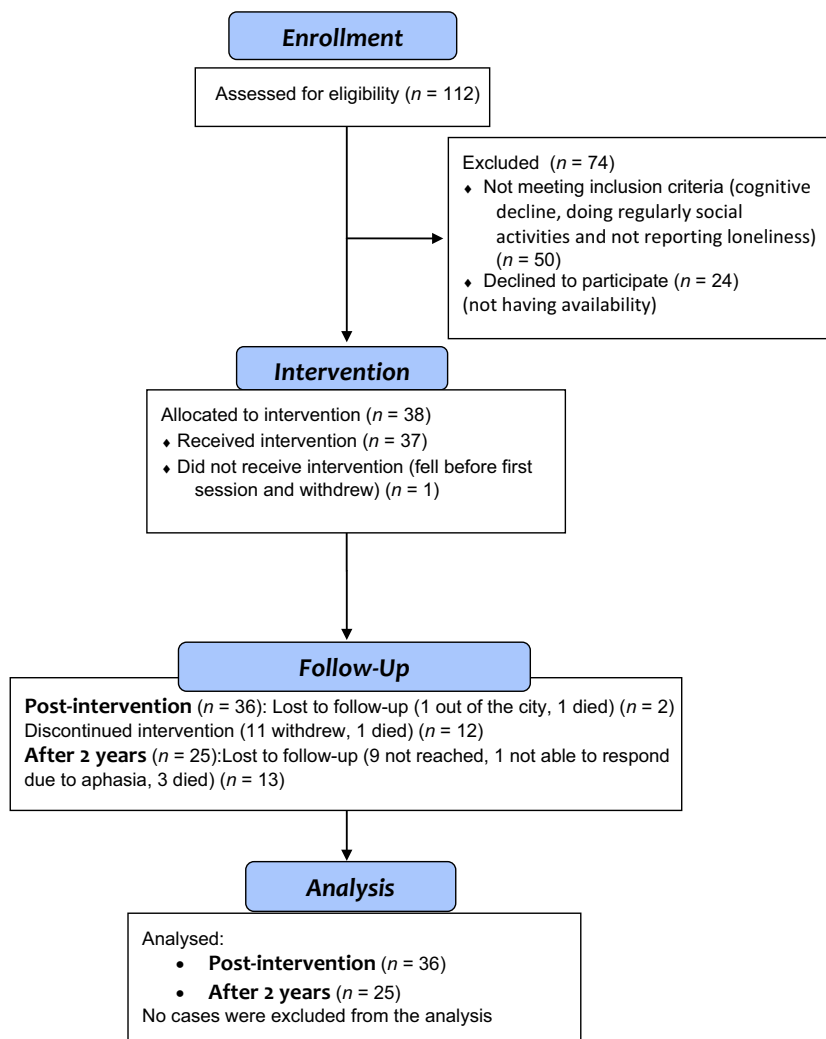 Enrollment
Assessed for eligibility (n = 112)
Excluded (n = 74)
♦ Not meeting inclusion criteria (cognitive
decline, doing regularly social
activities and not reporting loneliness)
(n = 50)
♦ Declined to participate (n = 24)
(not having availability)
Intervention
Allocated to intervention (n = 38)
♦ Received intervention (n = 37)
♦ Did not receive intervention (fell before first
session and withdrew) (n = 1)
Follow-Up
Post-intervention (n = 36): Lost to follow-up (1 out of the city, 1 died) (n = 2)
Discontinued intervention (11 withdrew, 1 died) (n = 12)
After 2 years (n = 25):Lost to follow-up (9 not reached, 1 not able to respond
due to aphasia, 3 died) (n = 13)
Analysis
Analysed:
• Post-intervention (n = 36)
• After 2 years (n = 25)
No cases were excluded from the analysis